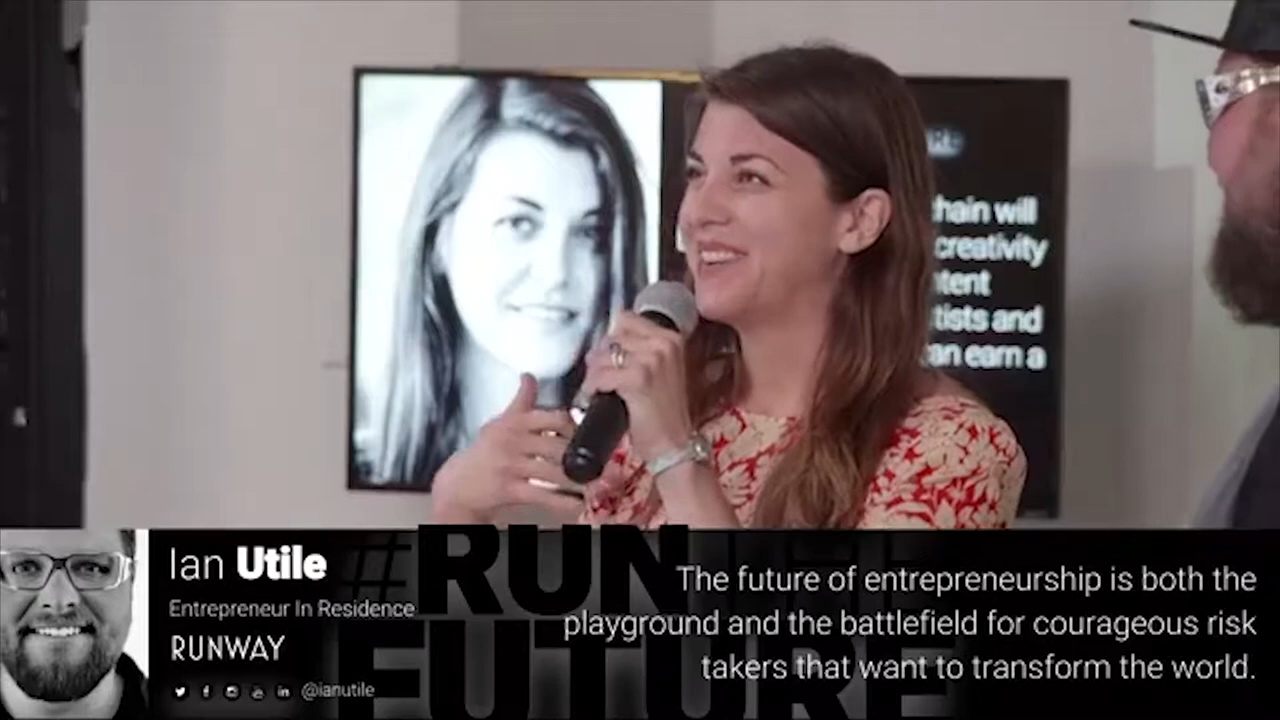 hain will
creativity
tent
tists and
an earn a
Ian Utile
Entrepreneur In Residence
RUNWAY
@ianutile
#RUN
FUTURE
The future of entrepreneurship is both the
playground and the battlefield for courageous risk
takers that want to transform the world.